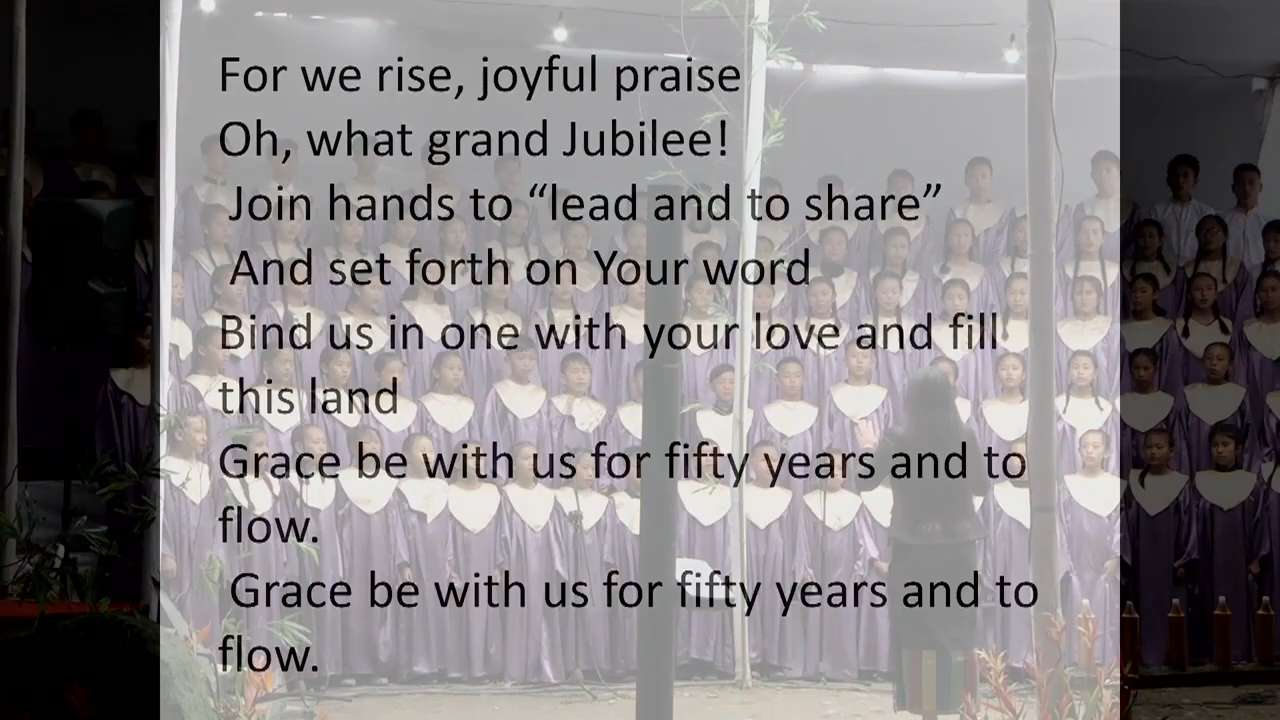 For we rise, joyful praise
Oh, what grand Jubilee!
Join hands to “lead and to share”
And set forth on Your word
Bind us in one with your love and fill
this land
Grace be with us for fifty years and to
flow.
Grace be with us for fifty years and to
flow.